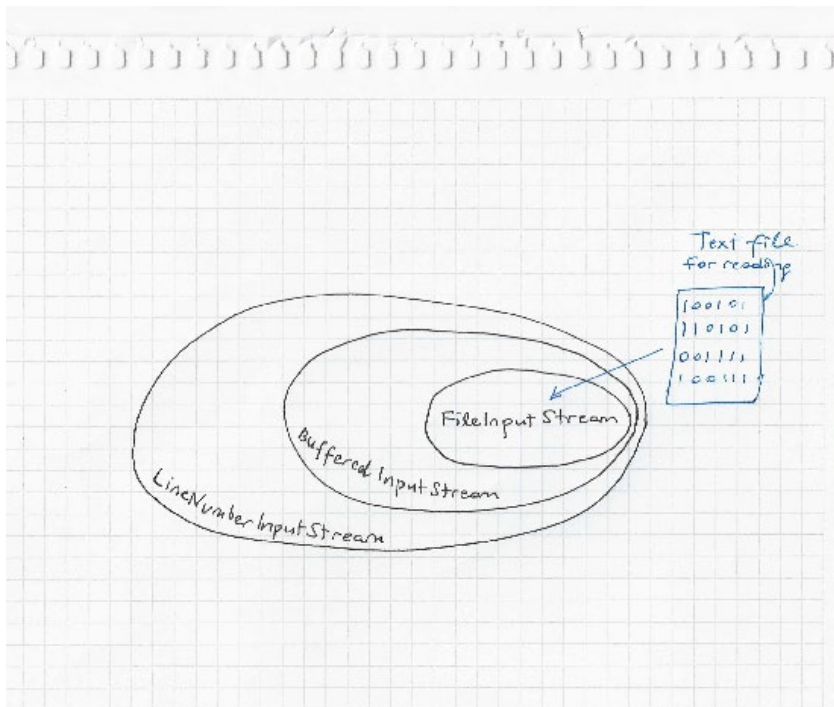 Text file
for reading
100101
110101
001111
100111
FileInputStream
BufferedInputStream
LineNumberInputStream